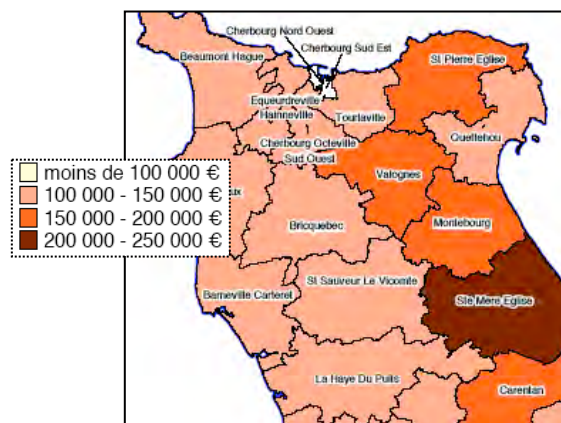 Cherbourg Nord Ouest
Cherbourg Sud Est
Beaumont Hague
St Pierre Eglise
Equeurdreville
Hainneville
Tourlaville
Quettehou
Cherbourg Octeville
Sud Ouest
Valognes
moins de 100 000 €
100 000 - 150 000 €
150 000 - 200 000 €
200 000 - 250 000 €
ux
Bricquebec
Montebourg
St Sauveur Le Vicomte
Barneville Carteret
Ste Mere Eglise
La Haye Du Puits
Carentan